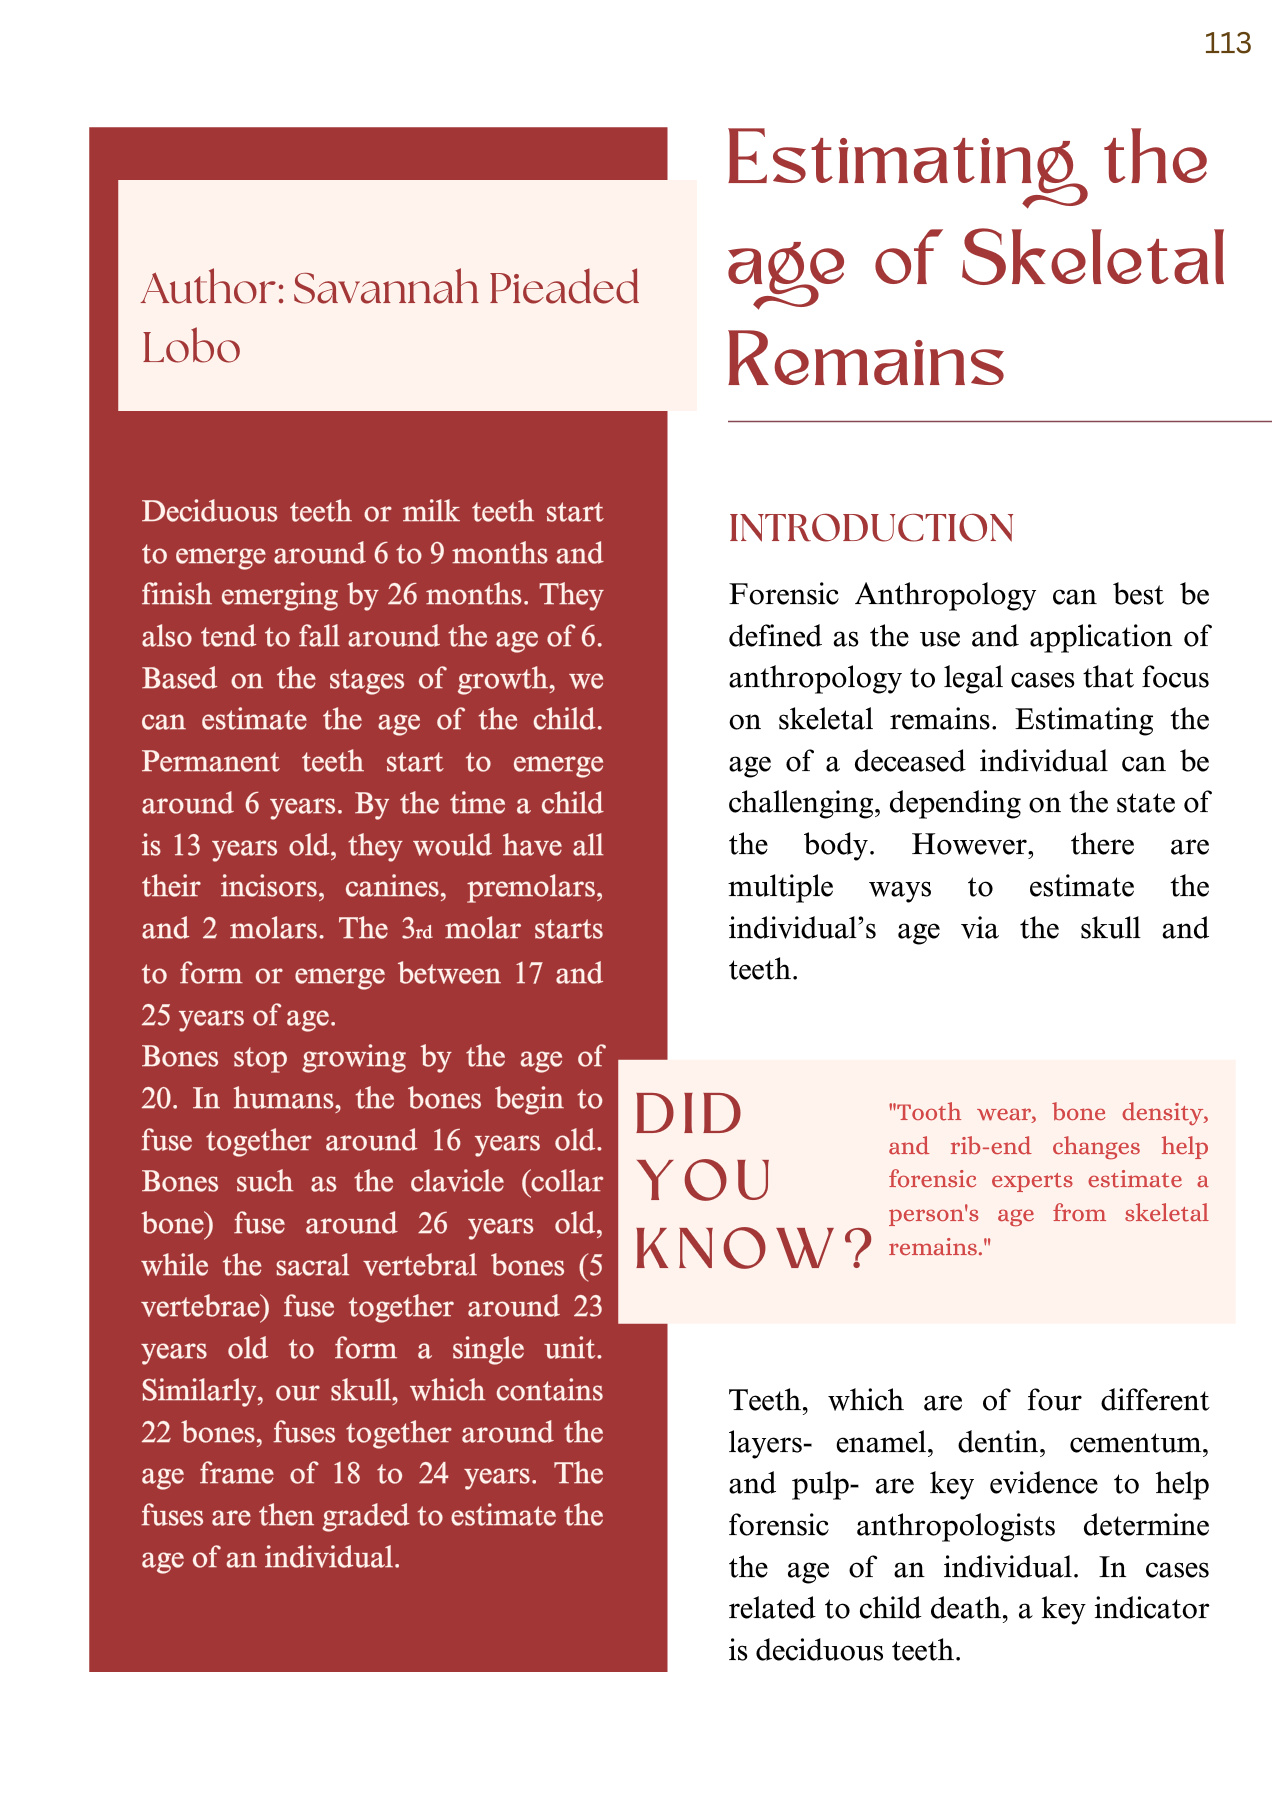 113
Estimating the
age of Skeletal
Remains
Author: Savannah Pieaded
Lobo
INTRODUCTION
Forensic Anthropology can best be
defined as the use and application of
anthropology to legal cases that focus
on skeletal remains. Estimating the
age of a deceased individual can be
challenging, depending on the state of
the body. However, there are
multiple ways to estimate the
individual’s age via the skull and
teeth.
DID
YOU
KNOW?
"Tooth wear, bone density,
and rib-end changes help
forensic experts estimate a
person's age from skeletal
remains."
Teeth, which are of four different
layers- enamel, dentin, cementum,
and pulp- are key evidence to help
forensic anthropologists determine
the age of an individual. In cases
related to child death, a key indicator
is deciduous teeth.
Deciduous teeth or milk teeth start
to emerge around 6 to 9 months and
finish emerging by 26 months. They
also tend to fall around the age of 6.
Based on the stages of growth, we
can estimate the age of the child.
Permanent teeth start to emerge
around 6 years. By the time a child
is 13 years old, they would have all
their incisors, canines, premolars,
and 2 molars. The 3rd molar starts
to form or emerge between 17 and
25 years of age.
Bones stop growing by the age of
20. In humans, the bones begin to
fuse together around 16 years old.
Bones such as the clavicle (collar
bone) fuse around 26 years old,
while the sacral vertebral bones (5
vertebrae) fuse together around 23
years old to form a single unit.
Similarly, our skull, which contains
22 bones, fuses together around the
age frame of 18 to 24 years. The
fuses are then graded to estimate the
age of an individual.